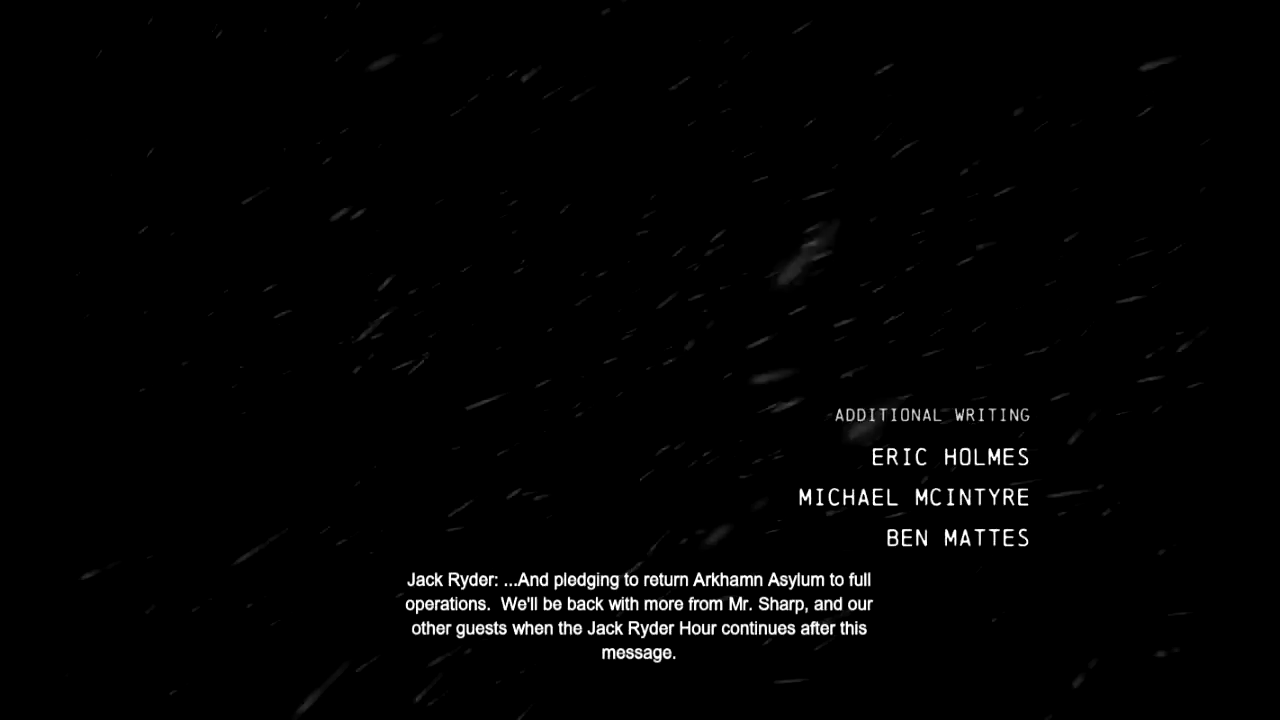 ADDITIONAL WRITING
ERIC HOLMES
MICHAEL MCINTYRE
BEN MATTES
Jack Ryder: ...And pledging to return Arkhamn Asylum to full
operations.  We'll be back with more from Mr. Sharp, and our
other guests when the Jack Ryder Hour continues after this
message.